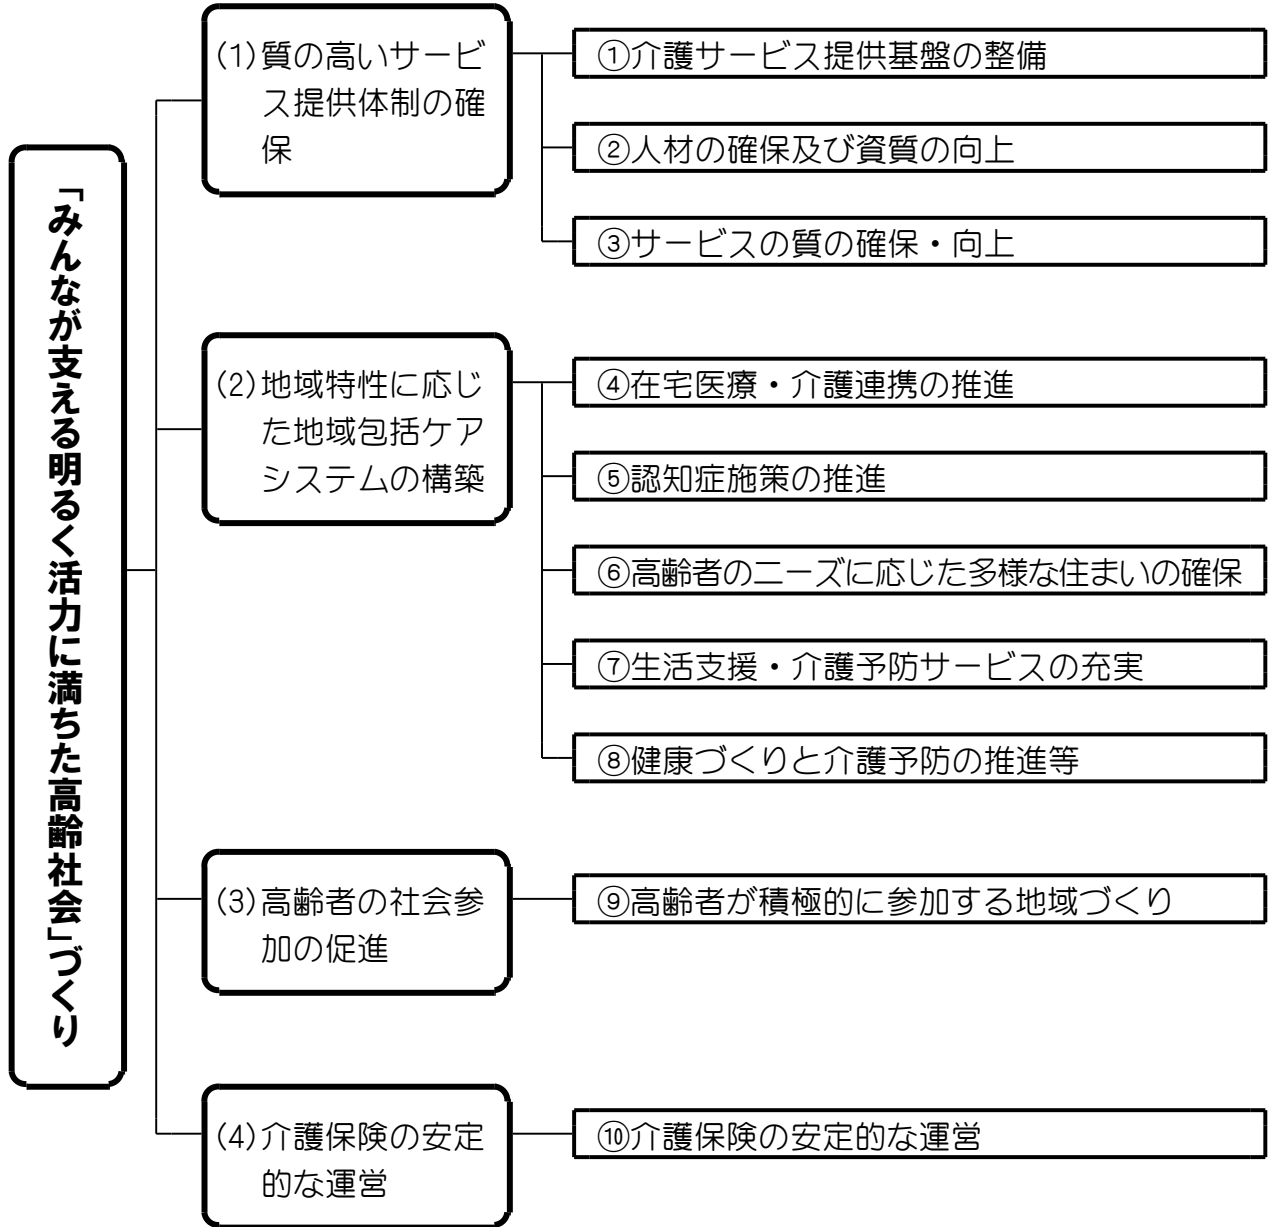 「みんなが支える明るく活力に満ちた高齢社会」づくり
(1)質の高いサービ
ス提供体制の確
保
①介護サービス提供基盤の整備
②人材の確保及び資質の向上
③サービスの質の確保・向上
(2)地域特性に応じ
た地域包括ケア
システムの構築
④在宅医療・介護連携の推進
⑤認知症施策の推進
⑥高齢者のニーズに応じた多様な住まいの確保
⑦生活支援・介護予防サービスの充実
⑧健康づくりと介護予防の推進等
(3)高齢者の社会参
加の促進
⑨高齢者が積極的に参加する地域づくり
(4)介護保険の安定
的な運営
⑩介護保険の安定的な運営